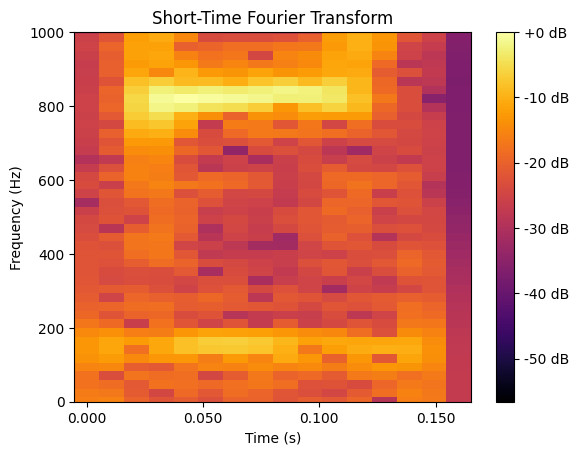 Short-Time Fourier Transform
1000
800
600
400
200
0
Frequency (Hz)
0.000
0.050
0.100
0.150
Time (s)
+0 dB
-10 dB
-20 dB
-30 dB
-40 dB
-50 dB